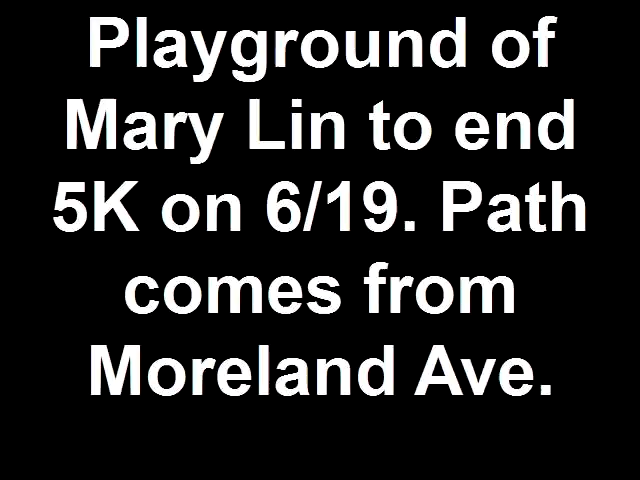 Playground of
Mary Lin to end
5K on 6/19. Path
comes from
Moreland Ave.